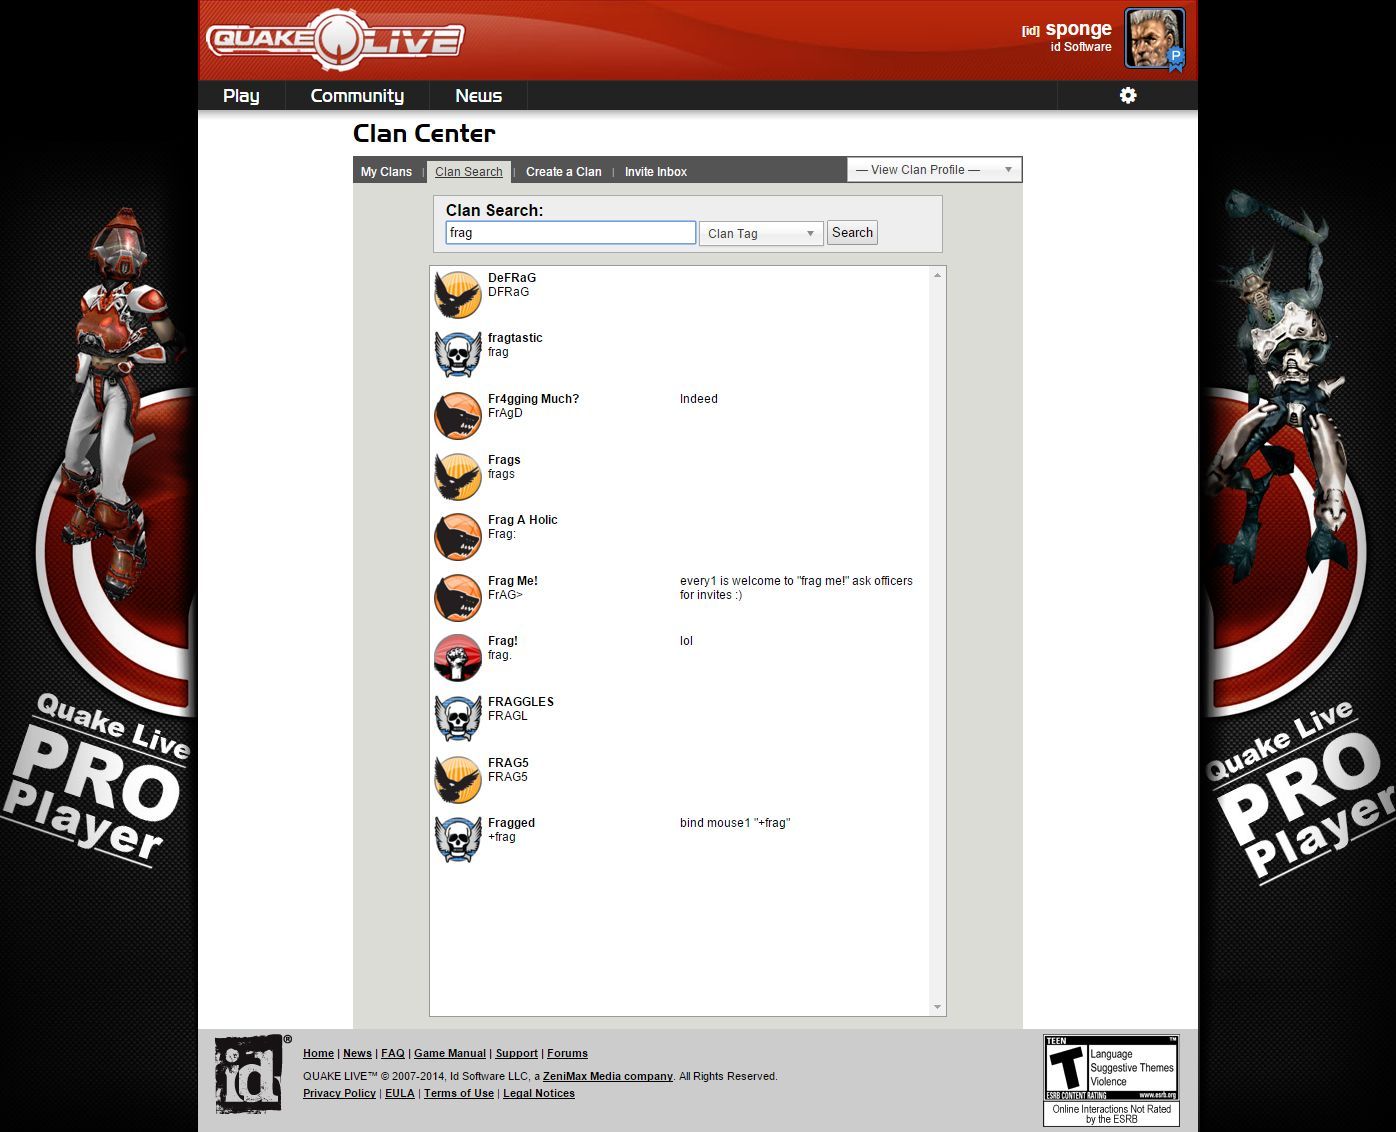 QUAKE LIVE
[id] sponge
id Software
P
Play
Community
News
Clan Center
My Clans | Clan Search | Create a Clan | Invite Inbox
— View Clan Profile —
Clan Search:
frag
Clan Tag
Search
DeFRaG
DFRaG
fragtastic
frag
Fr4gging Much?
FrAgD
Indeed
Frags
frags
Frag A Holic
Frag:
Frag Me!
FrAG>
every1 is welcome to "frag me!" ask officers
for invites :)
Frag!
frag.
lol
FRAGGLES
FRAGL
FRAG5
FRAG5
Fragged
+frag
bind mouse1 "+frag"
Quake Live
PRO
Player
Quake Live
PRO
Player
id®
Home | News | FAQ | Game Manual | Support | Forums
QUAKE LIVE™ © 2007-2014, Id Software LLC, a ZeniMax Media company. All Rights Reserved.
Privacy Policy | EULA | Terms of Use | Legal Notices
TEEN ™
T
Language
Suggestive Themes
Violence
ESRB CONTENT RATING www.esrb.org
Online Interactions Not Rated
by the ESRB